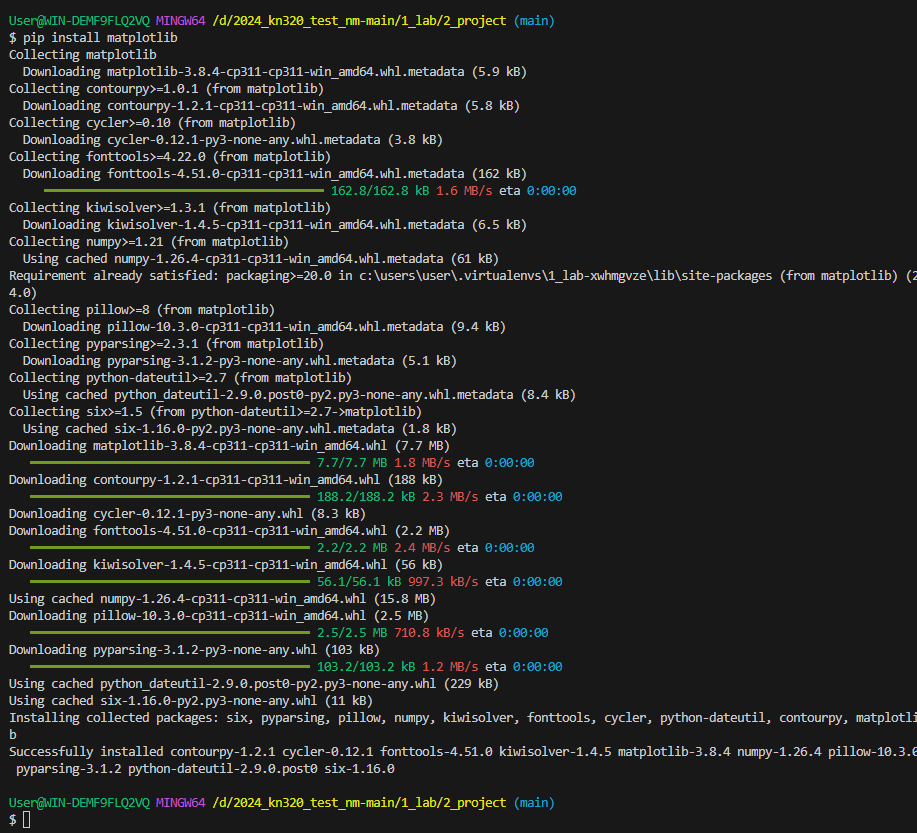 User@WIN-DEMF9FLQ2VQ MINGW64 /d/2024_kn320_test_nm-main/1_lab/2_project (main)
$ pip install matplotlib
Collecting matplotlib
  Downloading matplotlib-3.8.4-cp311-cp311-win_amd64.whl.metadata (5.9 kB)
Collecting contourpy>=1.0.1 (from matplotlib)
  Downloading contourpy-1.2.1-cp311-cp311-win_amd64.whl.metadata (5.8 kB)
Collecting cycler>=0.10 (from matplotlib)
  Downloading cycler-0.12.1-py3-none-any.whl.metadata (3.8 kB)
Collecting fonttools>=4.22.0 (from matplotlib)
  Downloading fonttools-4.51.0-cp311-cp311-win_amd64.whl.metadata (162 kB)
162.8/162.8 kB 1.6 MB/s eta 0:00:00
Collecting kiwisolver>=1.3.1 (from matplotlib)
  Downloading kiwisolver-1.4.5-cp311-cp311-win_amd64.whl.metadata (6.5 kB)
Collecting numpy>=1.21 (from matplotlib)
  Using cached numpy-1.26.4-cp311-cp311-win_amd64.whl.metadata (61 kB)
Requirement already satisfied: packaging>=20.0 in c:\users\user\.virtualenvs\1_lab-xwhmgvze\lib\site-packages (from matplotlib) (2
4.0)
Collecting pillow>=8 (from matplotlib)
  Downloading pillow-10.3.0-cp311-cp311-win_amd64.whl.metadata (9.4 kB)
Collecting pyparsing>=2.3.1 (from matplotlib)
  Downloading pyparsing-3.1.2-py3-none-any.whl.metadata (5.1 kB)
Collecting python-dateutil>=2.7 (from matplotlib)
  Using cached python_dateutil-2.9.0.post0-py2.py3-none-any.whl.metadata (8.4 kB)
Collecting six>=1.5 (from python-dateutil>=2.7->matplotlib)
  Using cached six-1.16.0-py2.py3-none-any.whl.metadata (1.8 kB)
Downloading matplotlib-3.8.4-cp311-cp311-win_amd64.whl (7.7 MB)
7.7/7.7 MB 1.8 MB/s eta 0:00:00
Downloading contourpy-1.2.1-cp311-cp311-win_amd64.whl (188 kB)
188.2/188.2 kB 2.3 MB/s eta 0:00:00
Downloading cycler-0.12.1-py3-none-any.whl (8.3 kB)
Downloading fonttools-4.51.0-cp311-cp311-win_amd64.whl (2.2 MB)
2.2/2.2 MB 2.4 MB/s eta 0:00:00
Downloading kiwisolver-1.4.5-cp311-cp311-win_amd64.whl (56 kB)
56.1/56.1 kB 997.3 kB/s eta 0:00:00
Using cached numpy-1.26.4-cp311-cp311-win_amd64.whl (15.8 MB)
Downloading pillow-10.3.0-cp311-cp311-win_amd64.whl (2.5 MB)
2.5/2.5 MB 710.8 kB/s eta 0:00:00
Downloading pyparsing-3.1.2-py3-none-any.whl (103 kB)
103.2/103.2 kB 1.2 MB/s eta 0:00:00
Using cached python_dateutil-2.9.0.post0-py2.py3-none-any.whl (229 kB)
Using cached six-1.16.0-py2.py3-none-any.whl (11 kB)
Installing collected packages: six, pyparsing, pillow, numpy, kiwisolver, fonttools, cycler, python-dateutil, contourpy, matplotli
b
Successfully installed contourpy-1.2.1 cycler-0.12.1 fonttools-4.51.0 kiwisolver-1.4.5 matplotlib-3.8.4 numpy-1.26.4 pillow-10.3.0
 pyparsing-3.1.2 python-dateutil-2.9.0.post0 six-1.16.0
User@WIN-DEMF9FLQ2VQ MINGW64 /d/2024_kn320_test_nm-main/1_lab/2_project (main)
$